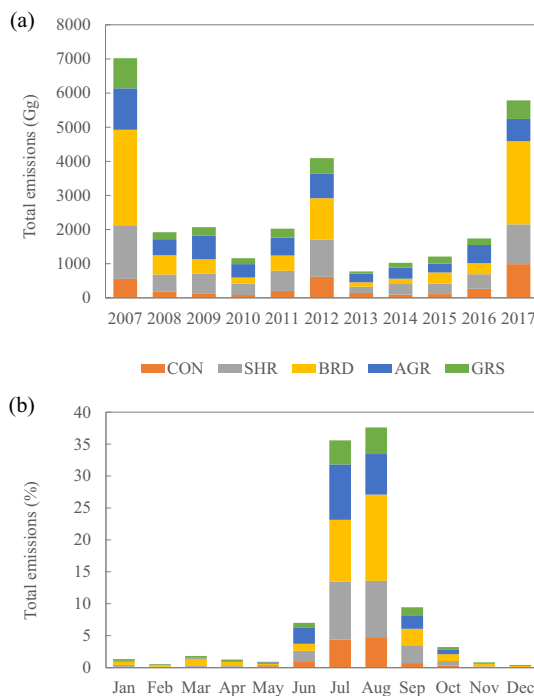 (a)
8000
7000
6000
5000
4000
3000
2000
1000
0
Total emissions (Gg)
2007 2008 2009 2010 2011 2012 2013 2014 2015 2016 2017
CON SHR BRD AGR GRS
(b)
40
35
30
25
20
15
10
5
0
Total emissions (%)
Jan Feb Mar Apr May Jun Jul Aug Sep Oct Nov Dec